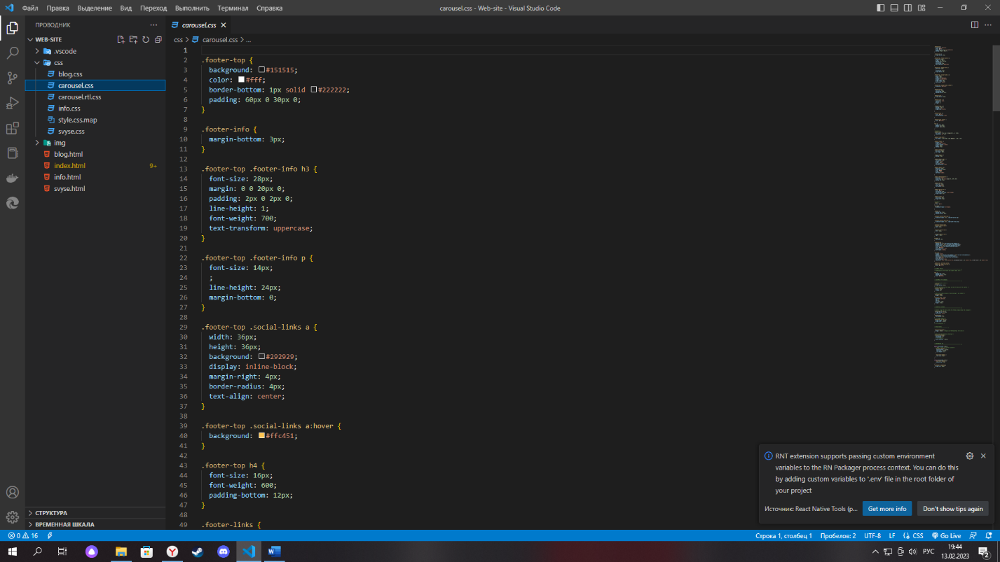 Файл Правка Выделение Вид Переход Выполнить Терминал Справка
carousel.css - Web-site - Visual Studio Code
ПРОВОДНИК
WEB-SITE
.vscode
css
blog.css
carousel.css
carousel.rtl.css
info.css
style.css.map
svyse.css
img
blog.html
index.html 9+
info.html
svyse.html
СТРУКТУРА
ВРЕМЕННАЯ ШКАЛА
carousel.css
css > carousel.css > ...
1
2 .footer-top {
3 background: #151515;
4 color: #fff;
5 border-bottom: 1px solid #222222;
6 padding: 60px 0 30px 0;
7 }
8
9 .footer-info {
10 margin-bottom: 3px;
11 }
12
13 .footer-top .footer-info h3 {
14 font-size: 28px;
15 margin: 0 0 20px 0;
16 padding: 2px 0 2px 0;
17 line-height: 1;
18 font-weight: 700;
19 text-transform: uppercase;
20 }
21
22 .footer-top .footer-info p {
23 font-size: 14px;
24 ;
25 line-height: 24px;
26 margin-bottom: 0;
27 }
28
29 .footer-top .social-links a {
30 width: 36px;
31 height: 36px;
32 background: #292929;
33 display: inline-block;
34 margin-right: 4px;
35 border-radius: 4px;
36 text-align: center;
37 }
38
39 .footer-top .social-links a:hover {
40 background: #ffc451;
41 }
42
43 .footer-top h4 {
44 font-size: 16px;
45 font-weight: 600;
46 padding-bottom: 12px;
47 }
48
49 .footer-links {
RNT extension supports passing custom environment
variables to the RN Packager process context. You can do this
by adding custom variables to '.env' file in the root folder of
your project
Источник: React Native Tools (p... Get more info Don't show tips again
0 16 Строка 1, столбец 1 Пробелов: 2 UTF-8 LF CSS Go Live
РУС 19:44
13.02.2023 2